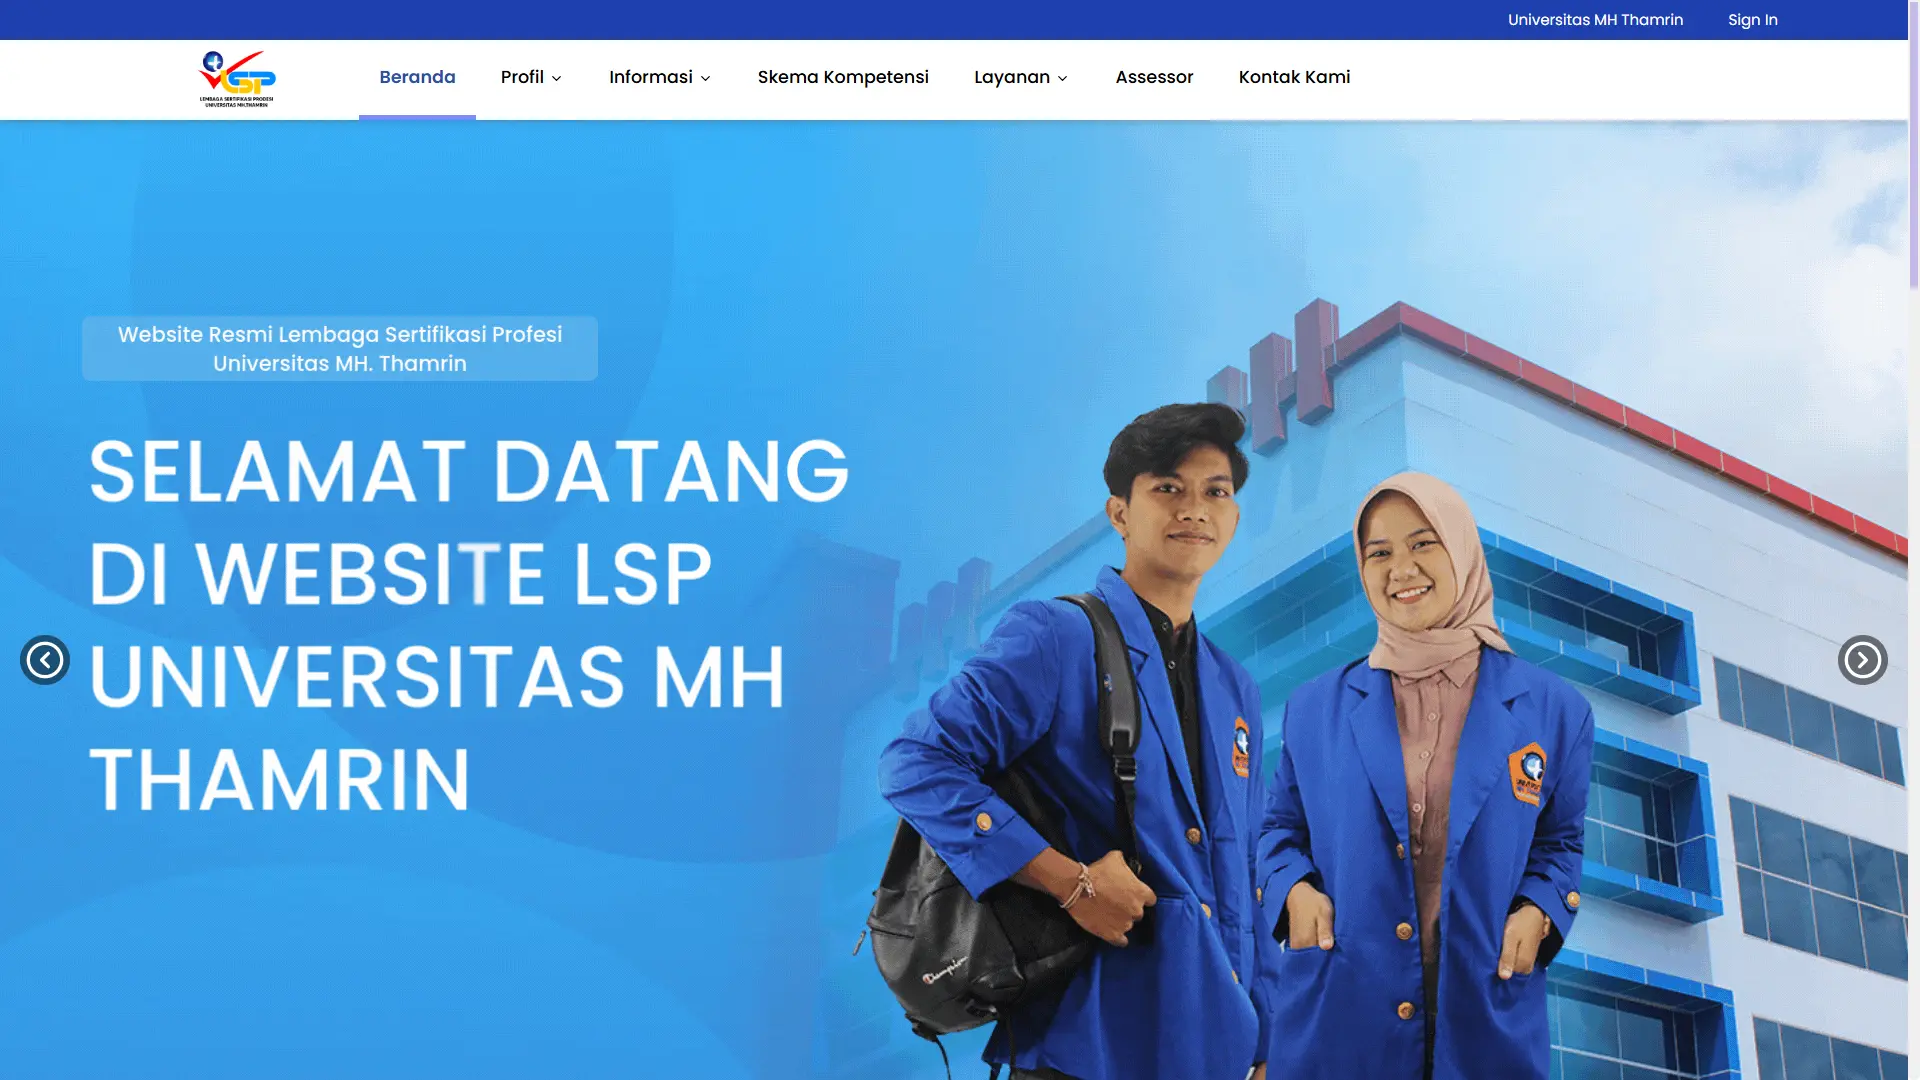 Universitas MH Thamrin
Sign In
LSP
LEMBAGA SERTIFIKASI PROFESI
UNIVERSITAS MH.THAMRIN
Beranda
Profil
Informasi
Skema Kompetensi
Layanan
Assessor
Kontak Kami
Website Resmi Lembaga Sertifikasi Profesi
Universitas MH. Thamrin
SELAMAT DATANG
DI WEBSITE LSP
UNIVERSITAS MH
THAMRIN
Champion